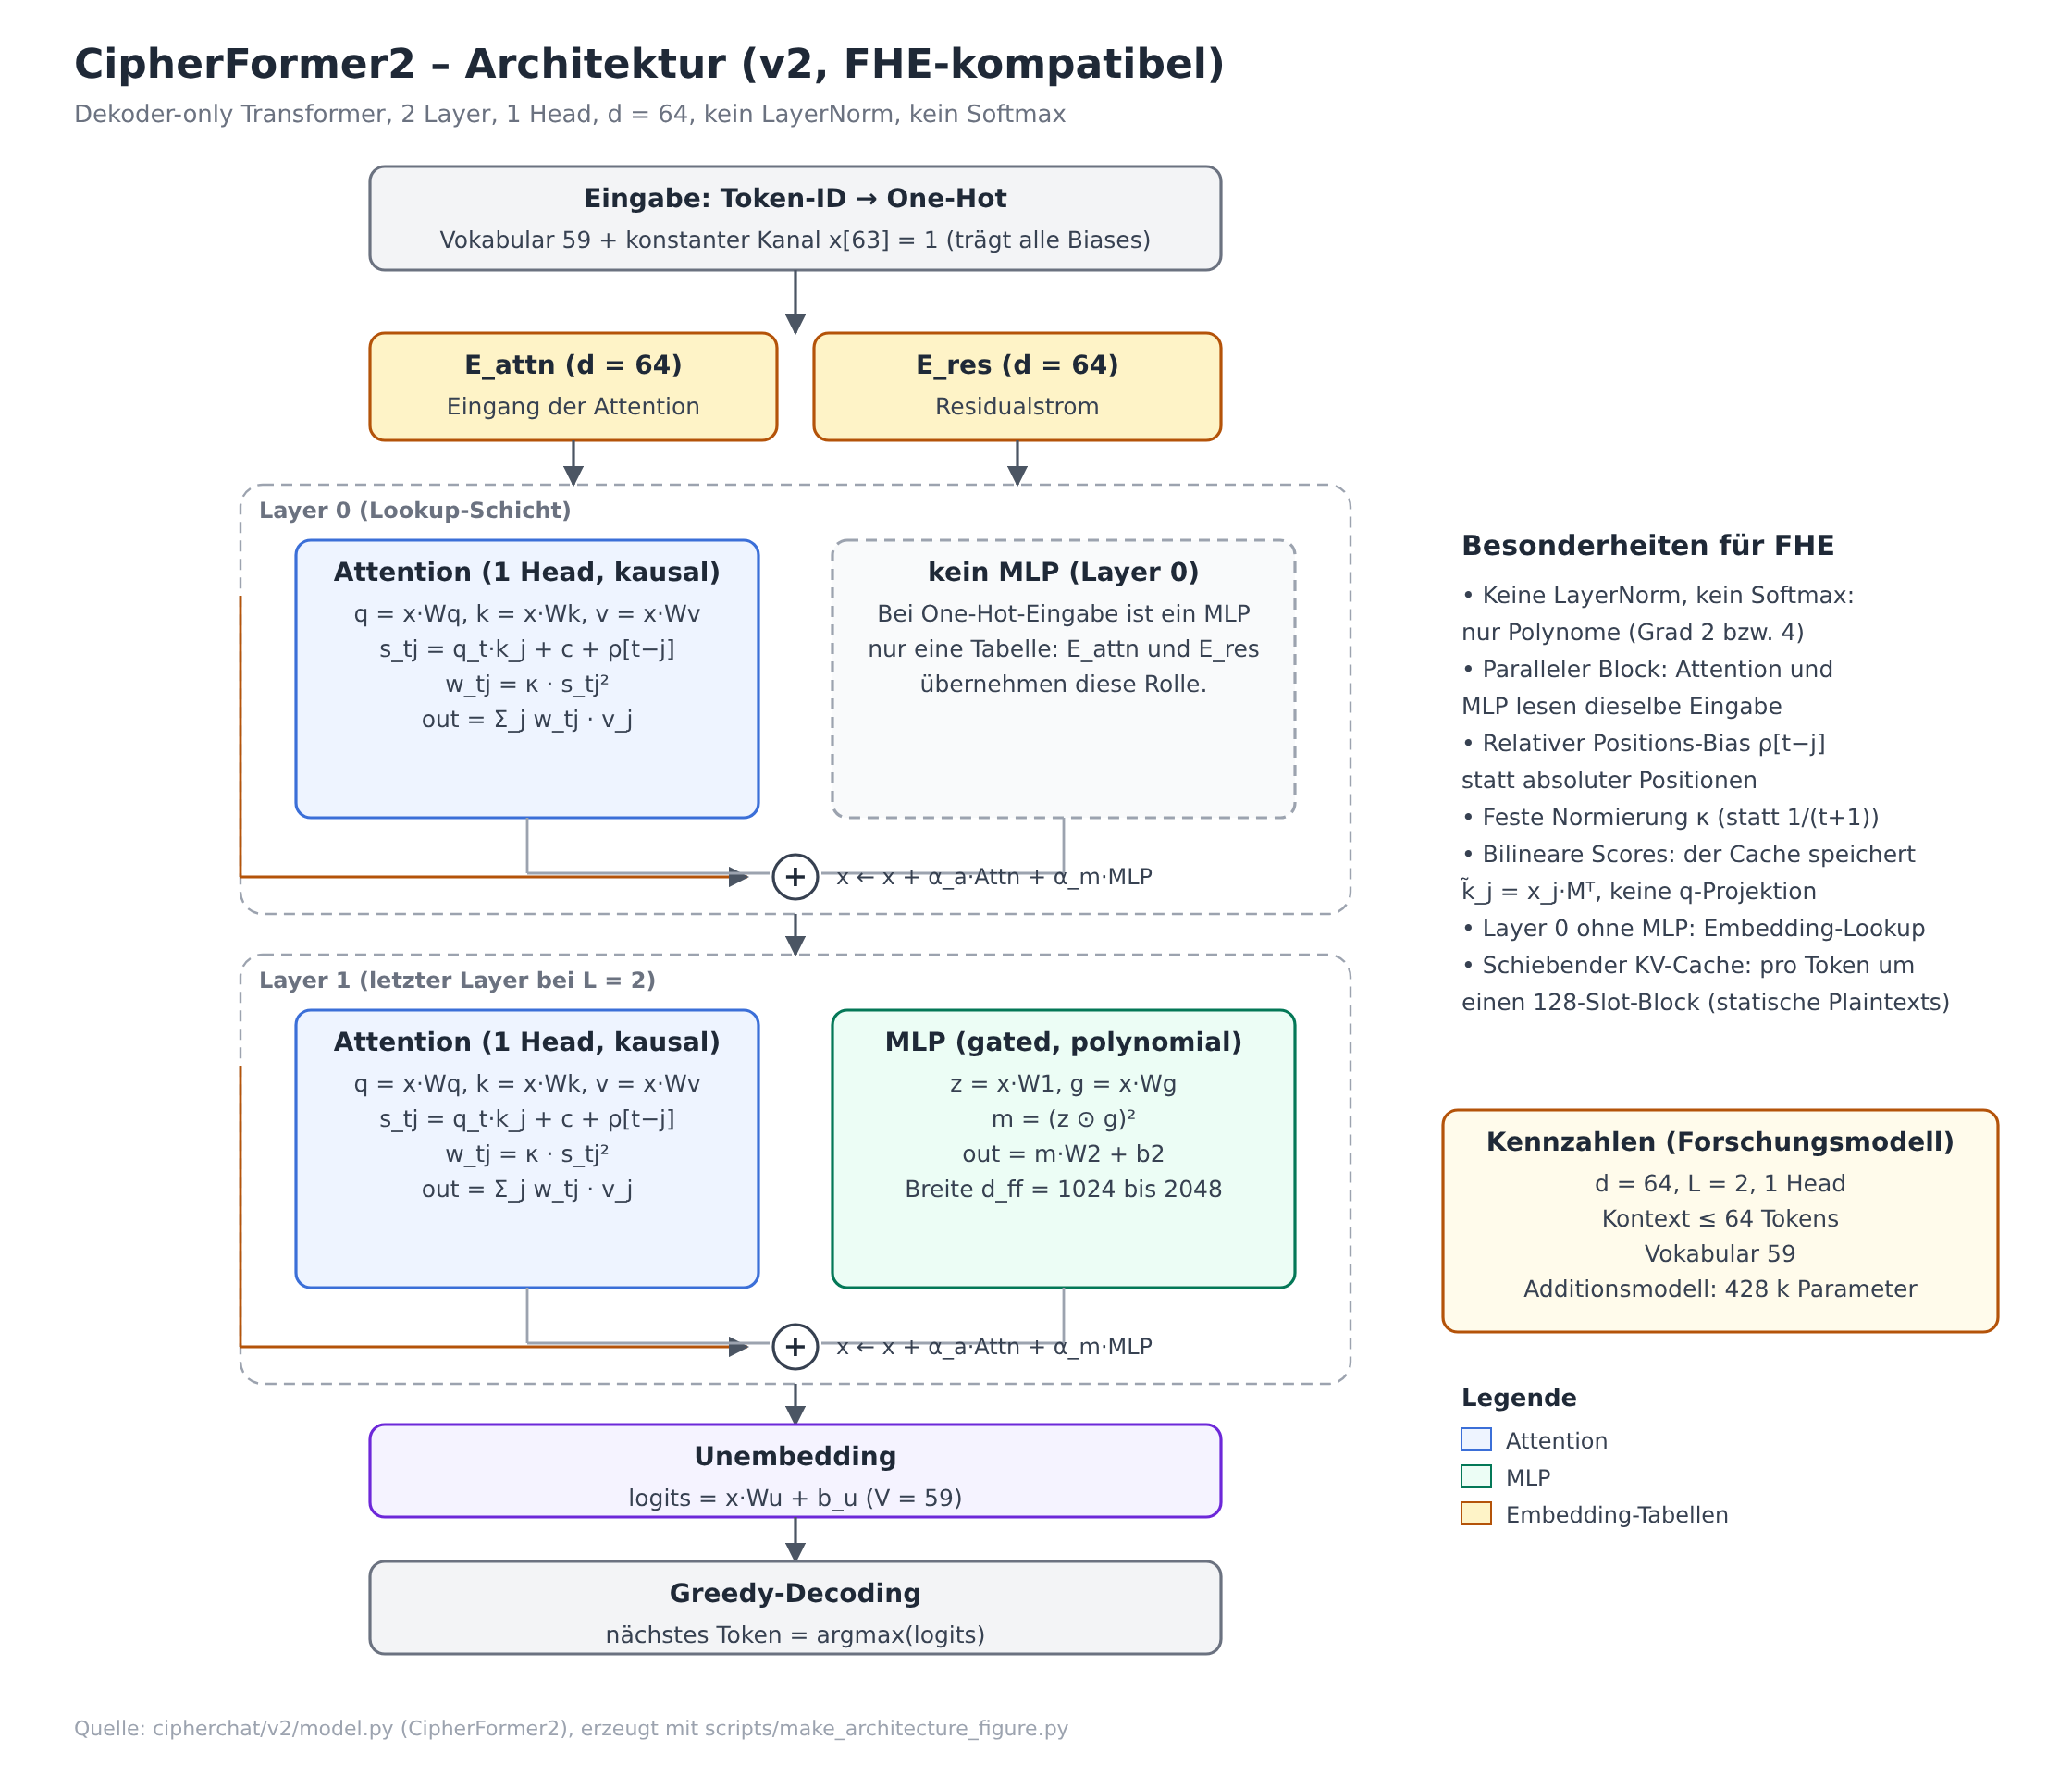 CipherFormer2 – Architektur (v2, FHE-kompatibel)
Dekoder-only Transformer, 2 Layer, 1 Head, d = 64, kein LayerNorm, kein Softmax
Eingabe: Token-ID → One-Hot
Vokabular 59 + konstanter Kanal x[63] = 1 (trägt alle Biases)
E_attn (d = 64)
Eingang der Attention
E_res (d = 64)
Residualstrom
Layer 0 (Lookup-Schicht)
Attention (1 Head, kausal)
q = x·Wq, k = x·Wk, v = x·Wv
s_tj = q_t·k_j + c + ρ[t−j]
w_tj = κ · s_tj²
out = Σ_j w_tj · v_j
kein MLP (Layer 0)
Bei One-Hot-Eingabe ist ein MLP
nur eine Tabelle: E_attn und E_res
übernehmen diese Rolle.
+
x ← x + α_a·Attn + α_m·MLP
Layer 1 (letzter Layer bei L = 2)
Attention (1 Head, kausal)
q = x·Wq, k = x·Wk, v = x·Wv
s_tj = q_t·k_j + c + ρ[t−j]
w_tj = κ · s_tj²
out = Σ_j w_tj · v_j
MLP (gated, polynomial)
z = x·W1, g = x·Wg
m = (z ⊙ g)²
out = m·W2 + b2
Breite d_ff = 1024 bis 2048
+
x ← x + α_a·Attn + α_m·MLP
Unembedding
logits = x·Wu + b_u (V = 59)
Greedy-Decoding
nächstes Token = argmax(logits)
Besonderheiten für FHE
• Keine LayerNorm, kein Softmax:
nur Polynome (Grad 2 bzw. 4)
• Paralleler Block: Attention und
MLP lesen dieselbe Eingabe
• Relativer Positions-Bias ρ[t−j]
statt absoluter Positionen
• Feste Normierung κ (statt 1/(t+1))
• Bilineare Scores: der Cache speichert
k̃_j = x_j·Mᵀ, keine q-Projektion
• Layer 0 ohne MLP: Embedding-Lookup
• Schiebender KV-Cache: pro Token um
einen 128-Slot-Block (statische Plaintexts)
Kennzahlen (Forschungsmodell)
d = 64, L = 2, 1 Head
Kontext ≤ 64 Tokens
Vokabular 59
Additionsmodell: 428 k Parameter
Legende
Attention
MLP
Embedding-Tabellen
Quelle: cipherchat/v2/model.py (CipherFormer2), erzeugt mit scripts/make_architecture_figure.py